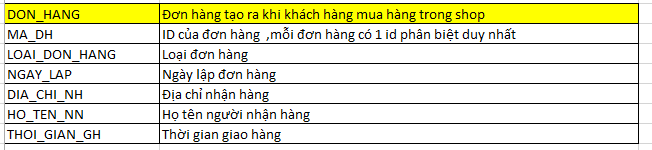 DON_HANG Đơn hàng tạo ra khi khách hàng mua hàng trong shop
MA_DH ID của đơn hàng ,mỗi đơn hàng có 1 id phân biệt duy nhất
LOAI_DON_HANG Loại đơn hàng
NGAY_LAP Ngày lập đơn hàng
DIA_CHI_NH Địa chỉ nhận hàng
HO_TEN_NN Họ tên người nhận hàng
THOI_GIAN_GH Thời gian giao hàng